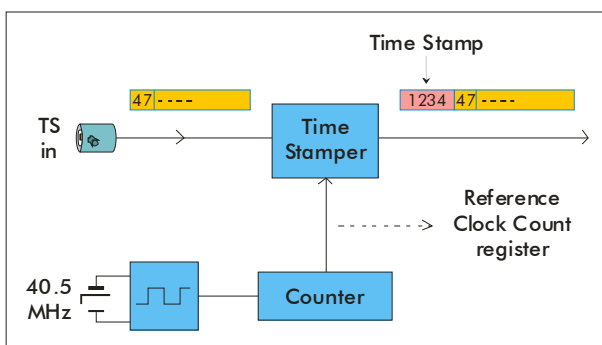 Time Stamp
47 ----
1234 47 ----
TS
in
Time
Stamper
Reference
Clock Count
register
40.5
MHz
Counter